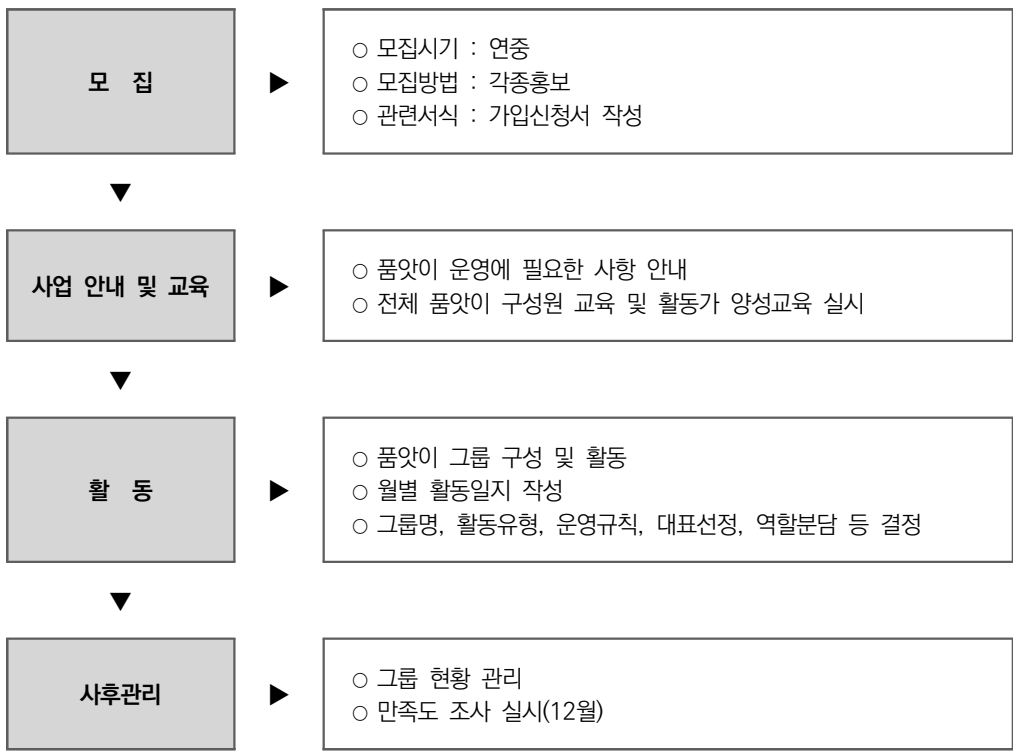 모 집
▶
○ 모집시기 : 연중
○ 모집방법 : 각종홍보
○ 관련서식 : 가입신청서 작성
▼
사업 안내 및 교육
▶
○ 품앗이 운영에 필요한 사항 안내
○ 전체 품앗이 구성원 교육 및 활동가 양성교육 실시
▼
활 동
▶
○ 품앗이 그룹 구성 및 활동
○ 월별 활동일지 작성
○ 그룹명, 활동유형, 운영규칙, 대표선정, 역할분담 등 결정
▼
사후관리
▶
○ 그룹 현황 관리
○ 만족도 조사 실시(12월)